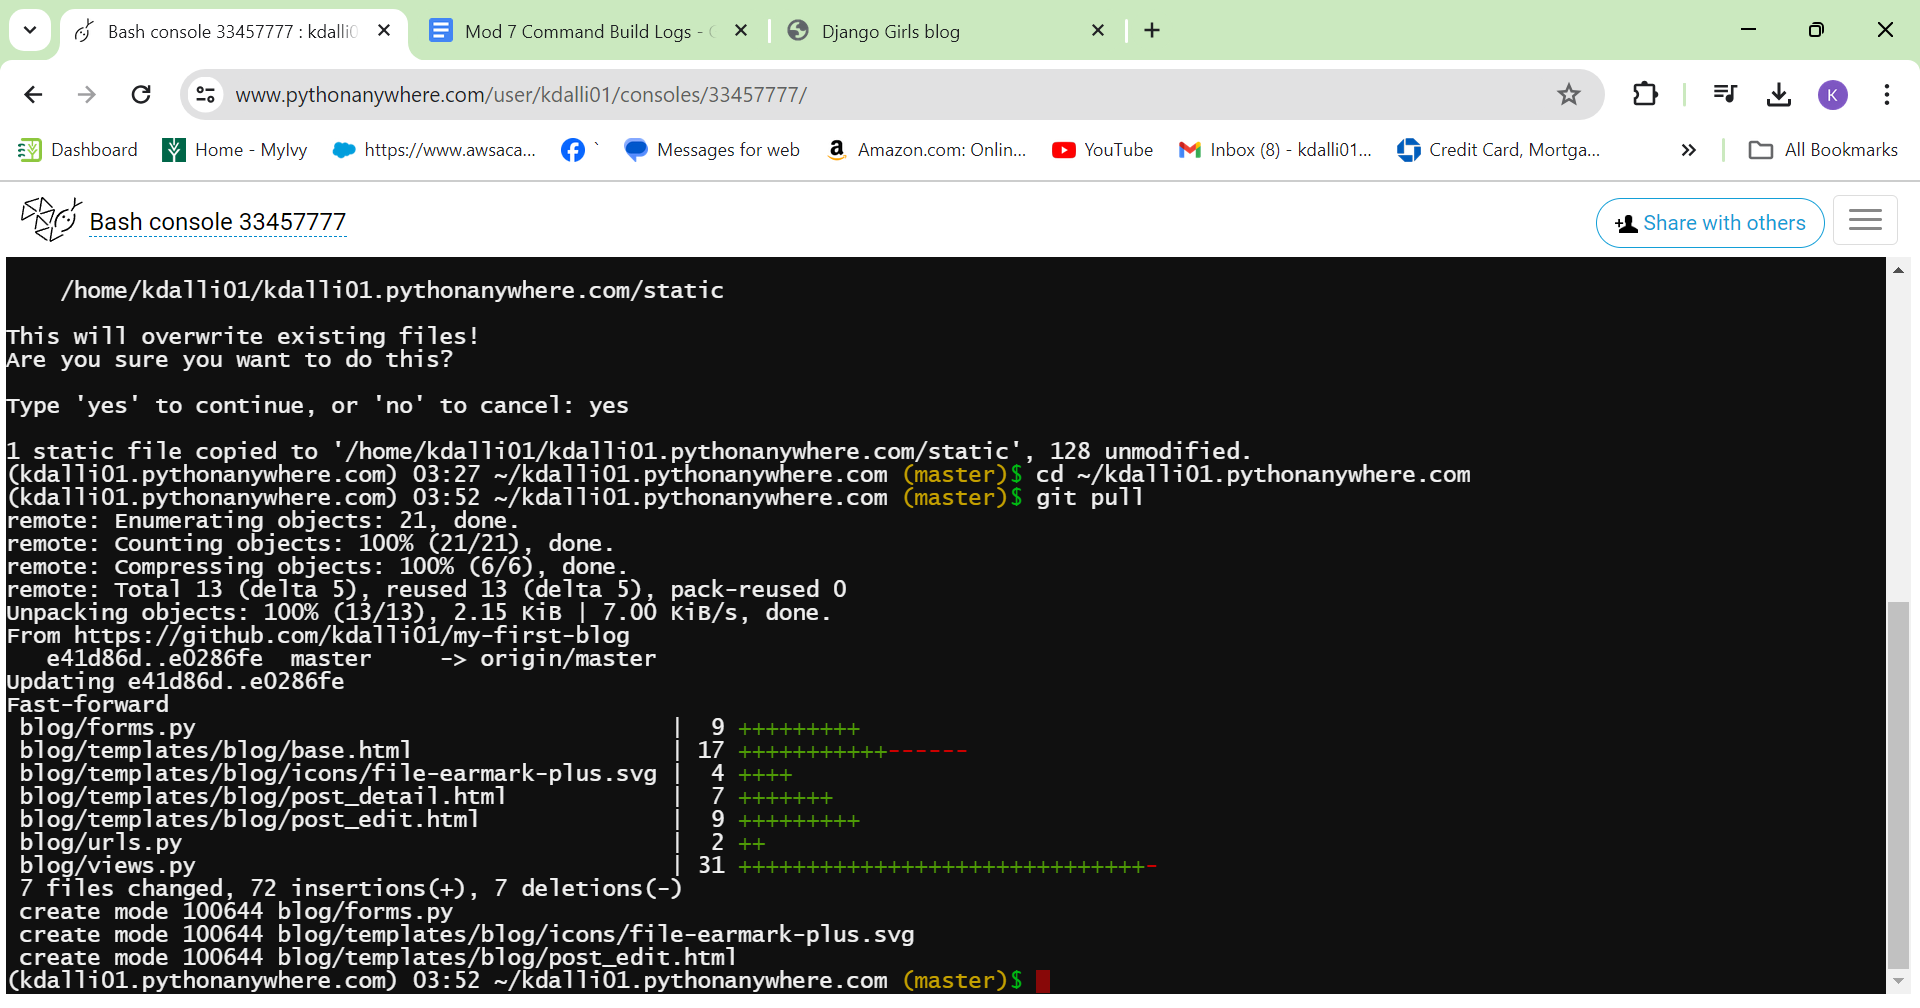 Bash console 33457777 : kdalli0
Mod 7 Command Build Logs -
Django Girls blog
www.pythonanywhere.com/user/kdalli01/consoles/33457777/
K
Dashboard
Home - MyIvy
https://www.awsaca...
`
Messages for web
Amazon.com: Onlin...
YouTube
Inbox (8) - kdalli01...
Credit Card, Mortga...
»
All Bookmarks
Bash console 33457777
Share with others
/home/kdalli01/kdalli01.pythonanywhere.com/static
This will overwrite existing files!
Are you sure you want to do this?
Type 'yes' to continue, or 'no' to cancel: yes
1 static file copied to '/home/kdalli01/kdalli01.pythonanywhere.com/static', 128 unmodified.
(kdalli01.pythonanywhere.com) 03:27 ~/kdalli01.pythonanywhere.com (master)$ cd ~/kdalli01.pythonanywhere.com
(kdalli01.pythonanywhere.com) 03:52 ~/kdalli01.pythonanywhere.com (master)$ git pull
remote: Enumerating objects: 21, done.
remote: Counting objects: 100% (21/21), done.
remote: Compressing objects: 100% (6/6), done.
remote: Total 13 (delta 5), reused 13 (delta 5), pack-reused 0
Unpacking objects: 100% (13/13), 2.15 KiB | 7.00 KiB/s, done.
From https://github.com/kdalli01/my-first-blog
   e41d86d..e0286fe  master     -> origin/master
Updating e41d86d..e0286fe
Fast-forward
 blog/forms.py                                   |  9 +++++++++
 blog/templates/blog/base.html                   | 17 +++++++++++------
 blog/templates/blog/icons/file-earmark-plus.svg |  4 ++++
 blog/templates/blog/post_detail.html            |  7 +++++++
 blog/templates/blog/post_edit.html              |  9 +++++++++
 blog/urls.py                                    |  2 ++
 blog/views.py                                   | 31 ++++++++++++++++++++++++++++++-
 7 files changed, 72 insertions(+), 7 deletions(-)
 create mode 100644 blog/forms.py
 create mode 100644 blog/templates/blog/icons/file-earmark-plus.svg
 create mode 100644 blog/templates/blog/post_edit.html
(kdalli01.pythonanywhere.com) 03:52 ~/kdalli01.pythonanywhere.com (master)$